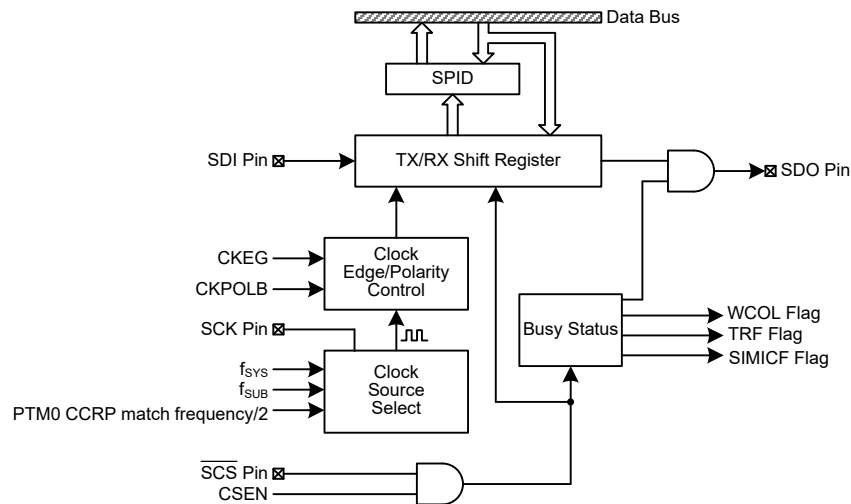 Data Bus
SPID
SDI Pin
TX/RX Shift Register
SDO Pin
CKEG
CKPOLB
Clock
Edge/Polarity
Control
SCK Pin
Busy Status
WCOL Flag
TRF Flag
SIMICF Flag
fSYS
fSUB
PTM0 CCRP match frequency/2
Clock
Source
Select
SCS Pin
CSEN